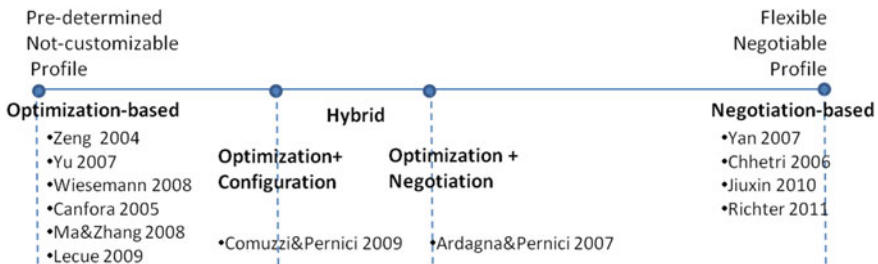 Pre-determined
Not-customizable
Profile
Flexible
Negotiable
Profile
Optimization-based
Hybrid
Negotiation-based
•Zeng 2004
•Yu 2007
•Wiesemann 2008
•Canfora 2005
•Ma&Zhang 2008
•Lecue 2009
Optimization+
Configuration
•Comuzzi&Pernici 2009
Optimization +
Negotiation
•Ardagna&Pernici 2007
•Yan 2007
•Chhetri 2006
•Jiuxin 2010
•Richter 2011